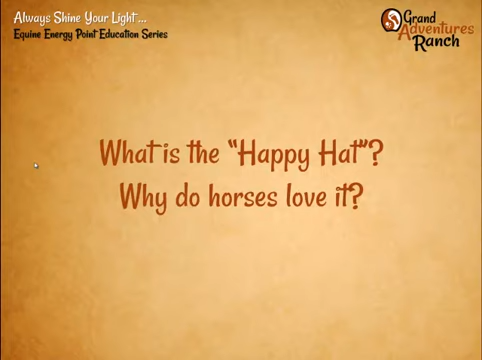 Always Shine Your Light...
Equine Energy Point Education Series
Grand
Adventures
Ranch
What is the “Happy Hat”?
Why do horses love it?